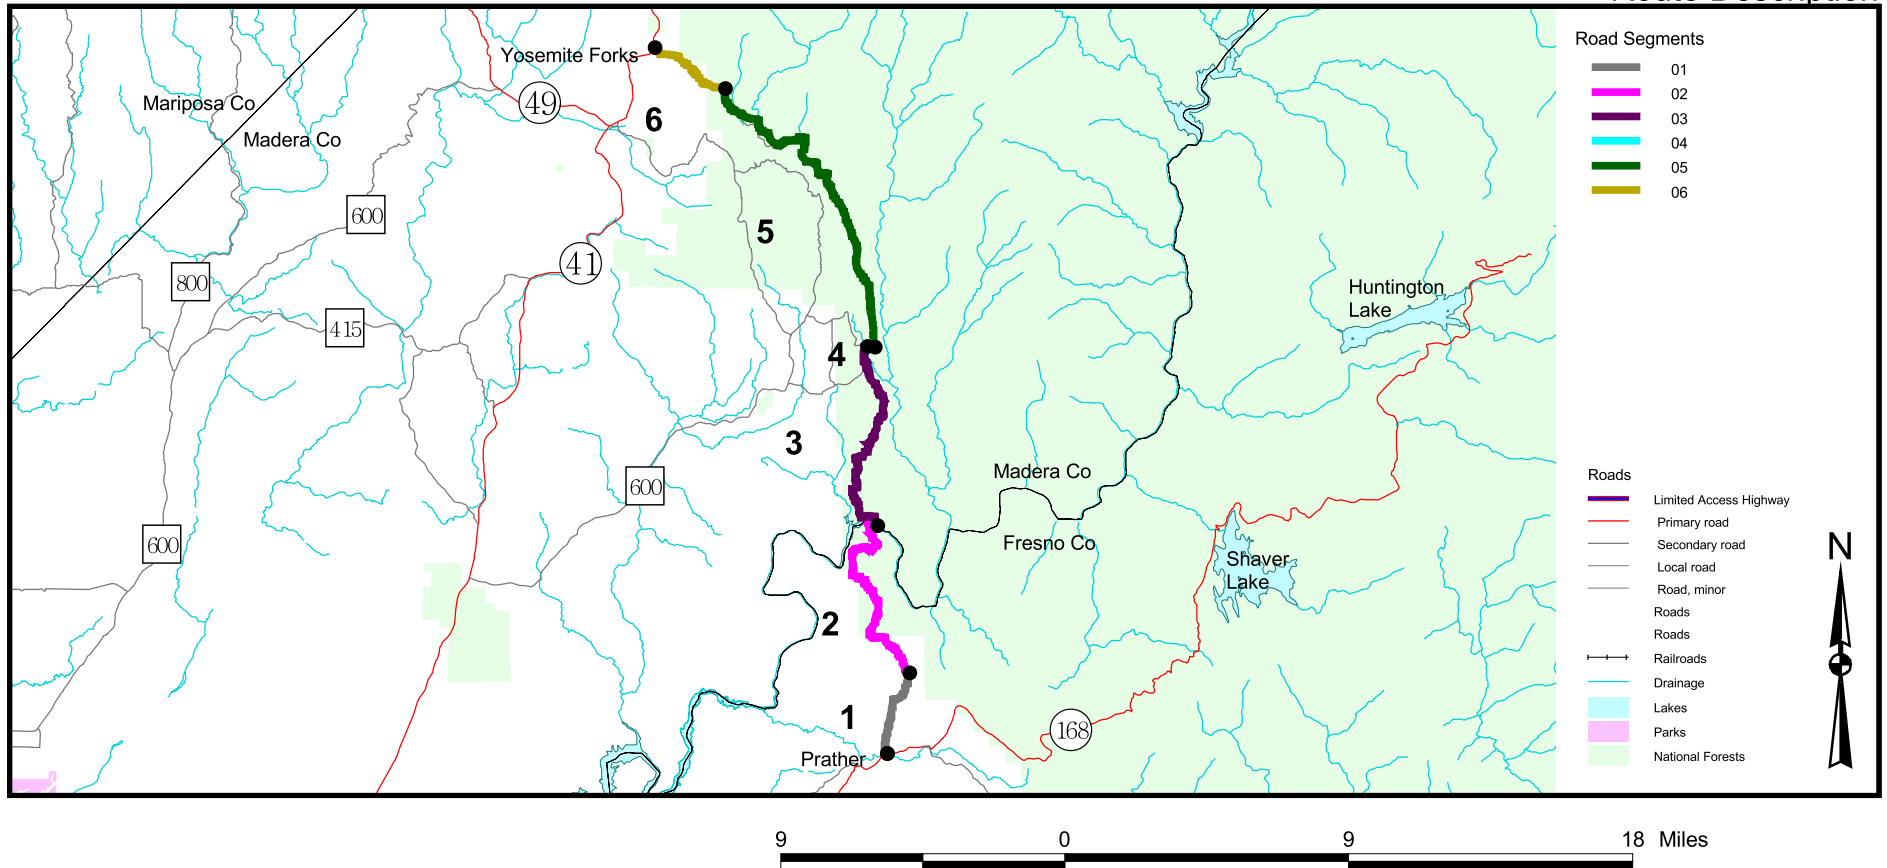 Route Description
Yosemite Forks
Mariposa Co
Madera Co
49
6
600
5
41
800
415
Huntington
Lake
4
3
600
Madera Co
Fresno Co
600
Shaver
Lake
2
1
168
Prather
Road Segments
01
02
03
04
05
06
Roads
Limited Access Highway
Primary road
Secondary road
Local road
Road, minor
Roads
Roads
Railroads
Drainage
Lakes
Parks
National Forests
N
9 0 9 18 Miles